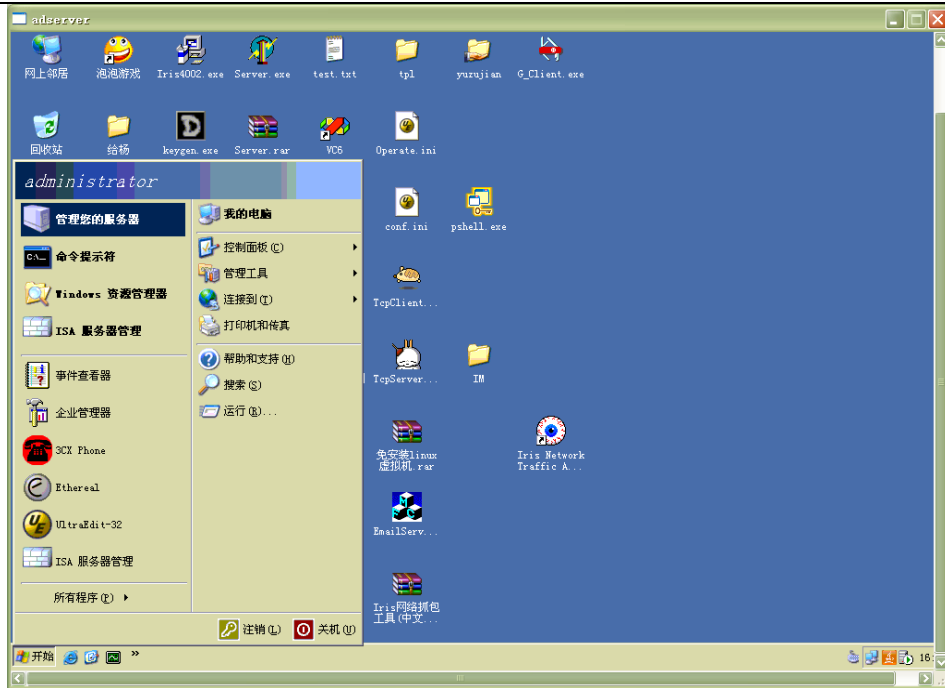 adserver
网上邻居
泡泡游戏
Iris4002.exe
Server.exe
test.txt
tpl
yuzujian
G_Client.exe
回收站
给杨
keygen.exe
Server.rar
VC6
Operate.ini
administrator
管理您的服务器
命令提示符
Windows 资源管理器
ISA 服务器管理
事件查看器
企业管理器
3CX Phone
Ethereal
UltraEdit-32
ISA 服务器管理
所有程序(P)
我的电脑
控制面板(C)
管理工具
连接到(T)
打印机和传真
帮助和支持(H)
搜索(S)
运行(R)...
注销(L)
关机(U)
conf.ini
pshell.exe
TcpClient...
TcpServer...
IM
免安装linux
虚拟机.rar
Iris Network
Traffic A...
EmailServ...
Iris网络抓包
工具(中文...
开始
16: